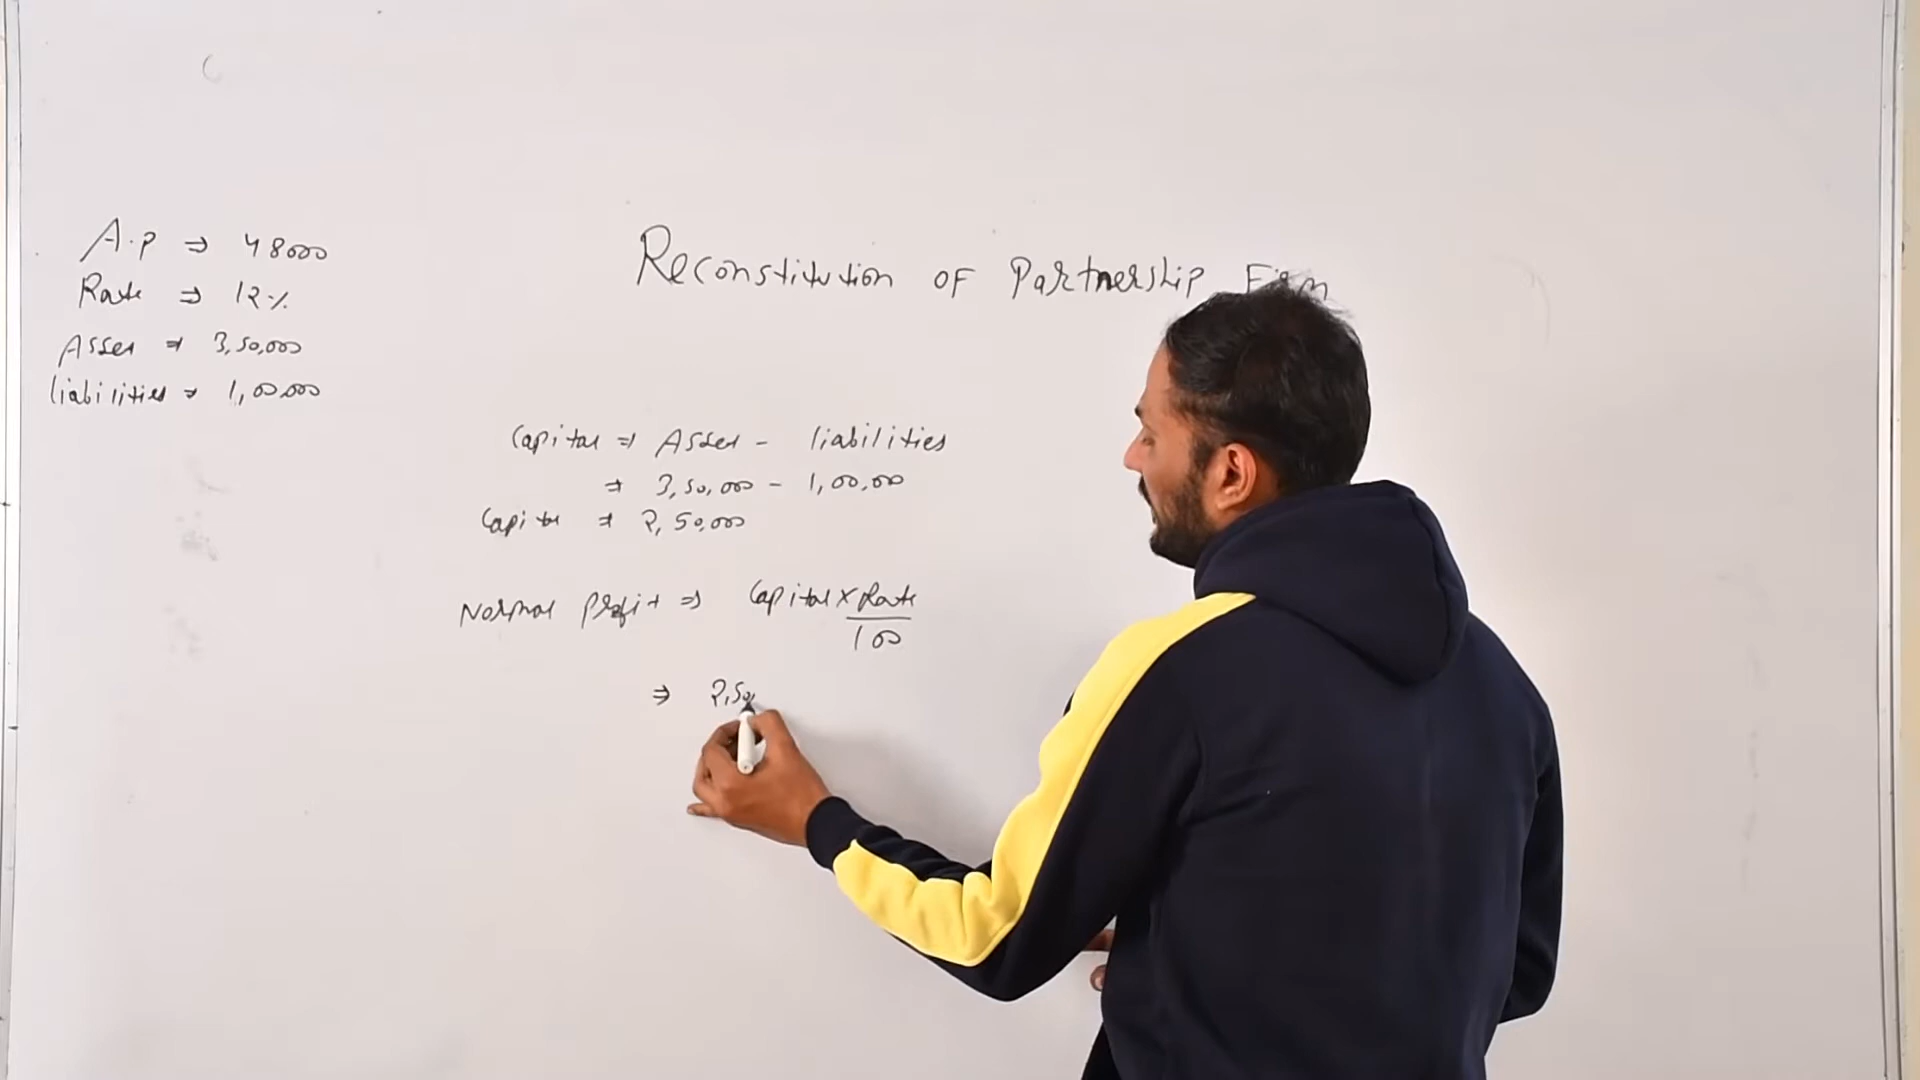 A.P ⇒ 48000
Rate ⇒ 12%
Asset ⇒ 3,50,000
liabilities ⇒ 1,00,000
Reconstitution OF Partnership Firm
Capital ⇒ Asset - liabilities
⇒ 3,50,000 - 1,00,000
Capital ⇒ 2,50,000
Normal Profit ⇒ Capital × Rate
100
⇒ 2,50